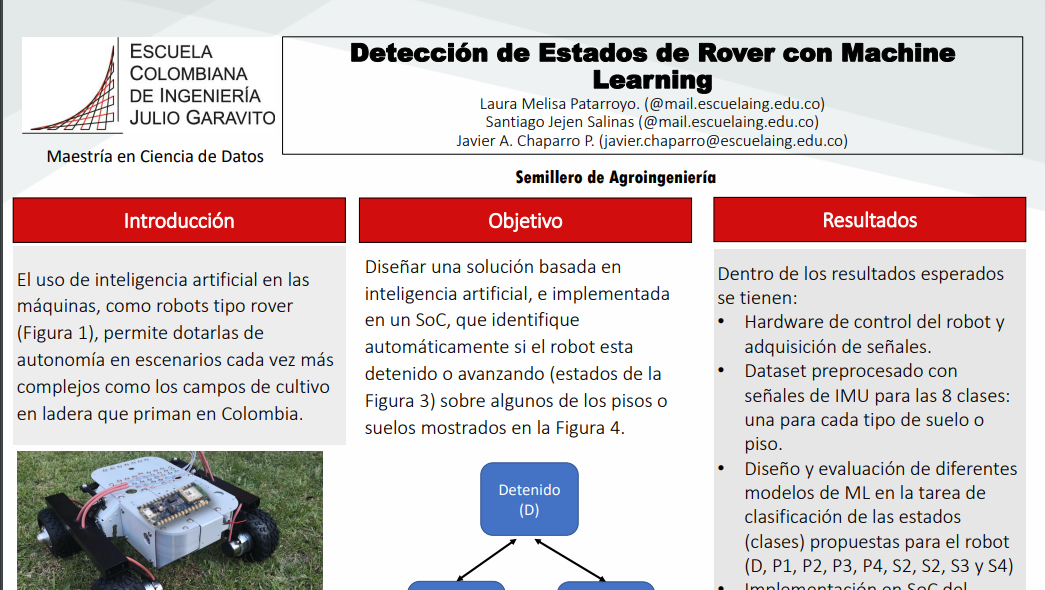 ESCUELA
COLOMBIANA
DE INGENIERÍA
JULIO GARAVITO
Maestría en Ciencia de Datos
Detección de Estados de Rover con Machine
Learning
Laura Melisa Patarroyo. (@mail.escuelaing.edu.co)
Santiago Jejen Salinas (@mail.escuelaing.edu.co)
Javier A. Chaparro P. (javier.chaparro@escuelaing.edu.co)
Semillero de Agroingeniería
Introducción
El uso de inteligencia artificial en las
máquinas, como robots tipo rover
(Figura 1), permite dotarlas de
autonomía en escenarios cada vez más
complejos como los campos de cultivo
en ladera que priman en Colombia.
Objetivo
Diseñar una solución basada en
inteligencia artificial, e implementada
en un SoC, que identifique
automáticamente si el robot esta
detenido o avanzando (estados de la
Figura 3) sobre algunos de los pisos o
suelos mostrados en la Figura 4.
Detenido
(D)
Resultados
Dentro de los resultados esperados
se tienen:
• Hardware de control del robot y
adquisición de señales.
• Dataset preprocesado con
señales de IMU para las 8 clases:
una para cada tipo de suelo o
piso.
• Diseño y evaluación de diferentes
modelos de ML en la tarea de
clasificación de las estados
(clases) propuestas para el robot
(D, P1, P2, P3, P4, S2, S2, S3 y S4)
• Implementación en SoC del